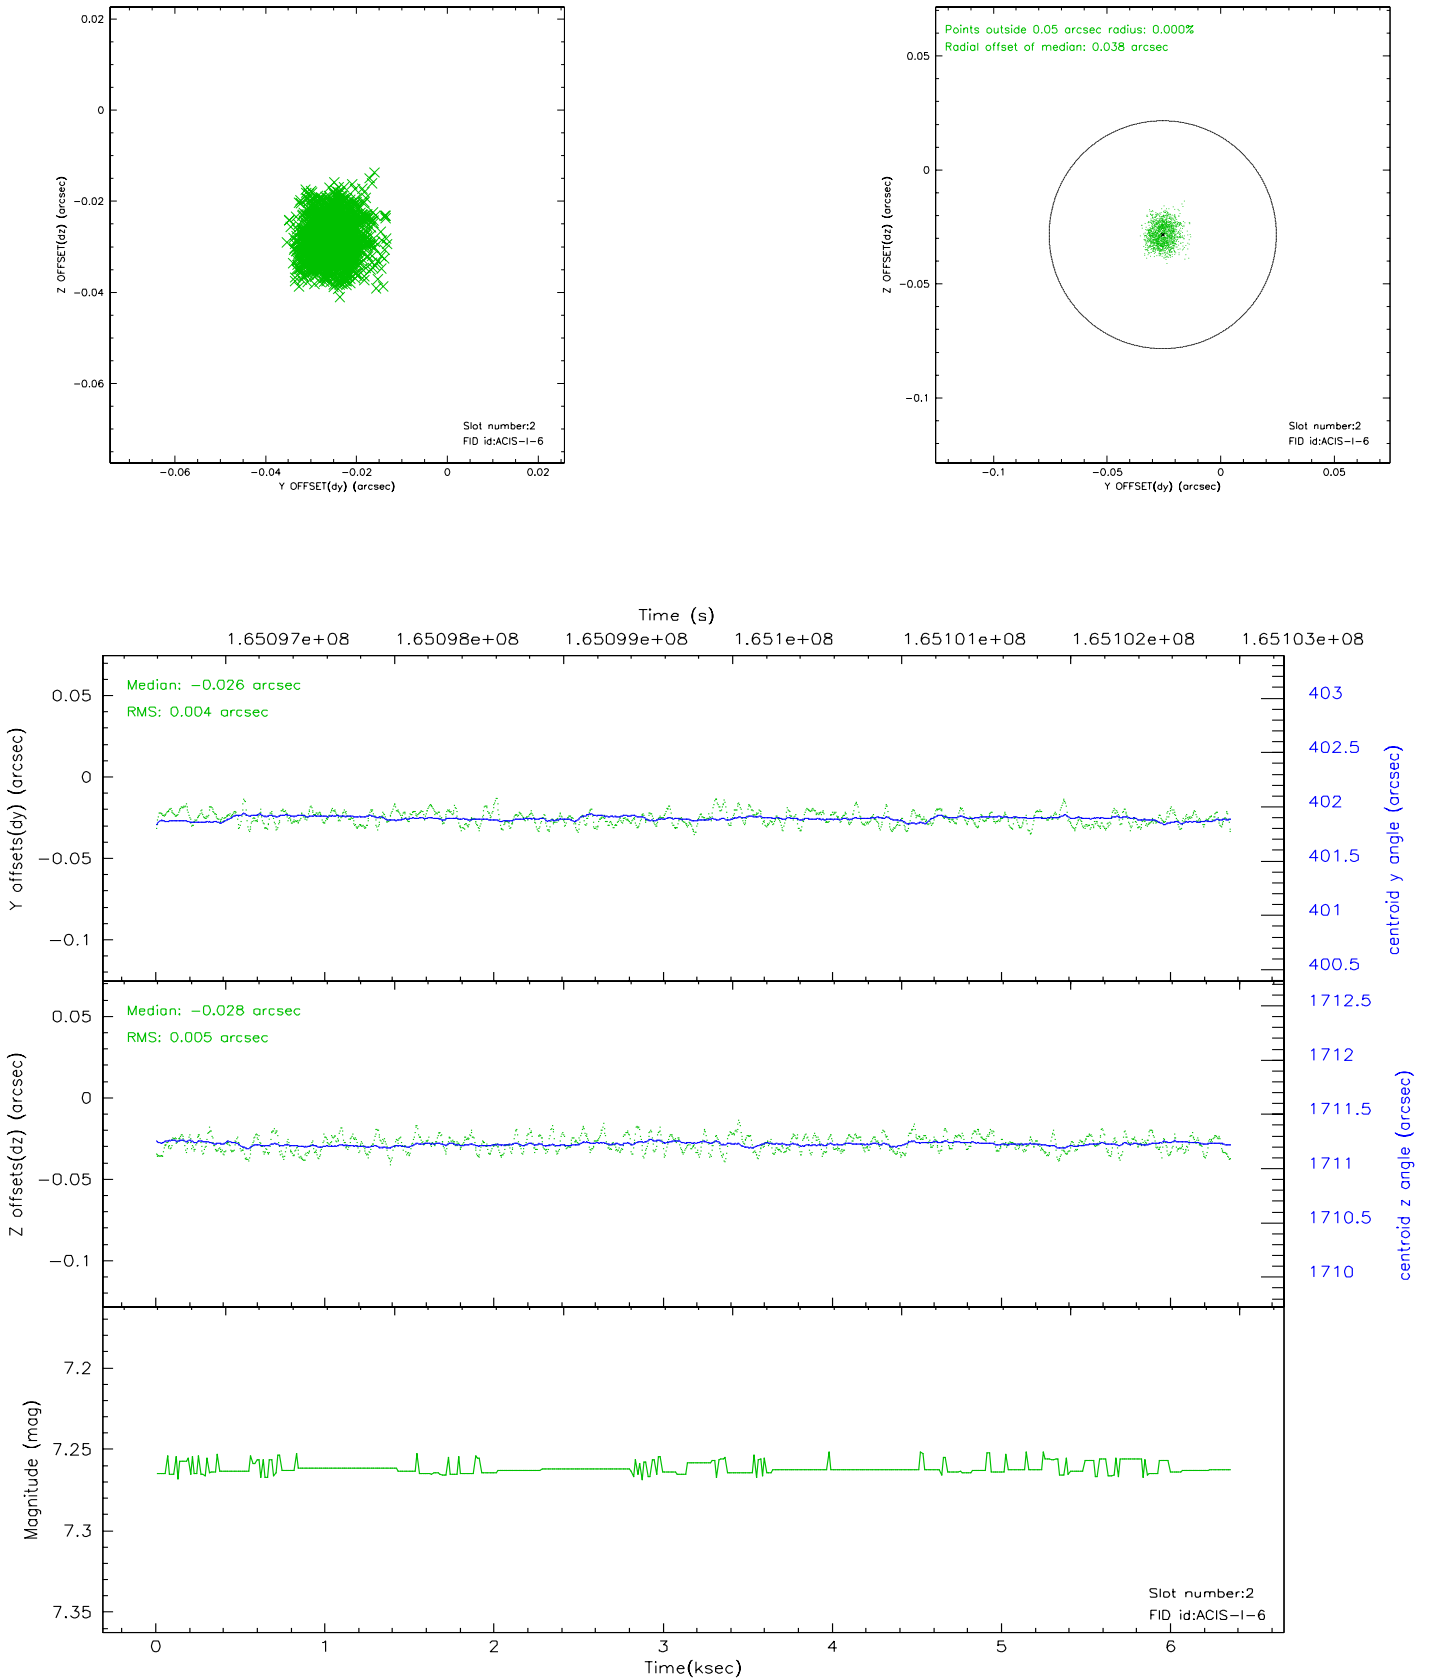 0.02
0
−0.02
−0.04
−0.06
Z OFFSET(dz) (arcsec)
Slot number:2
FID id:ACIS−I−6
−0.06
−0.04
−0.02
0
0.02
Y OFFSET(dy) (arcsec)
Points outside 0.05 arcsec radius: 0.000%
Radial offset of median: 0.038 arcsec
0.05
0
−0.05
−0.1
Z OFFSET(dz) (arcsec)
Slot number:2
FID id:ACIS−I−6
−0.1
−0.05
0
0.05
Y OFFSET(dy) (arcsec)
Time (s)
1.65097e+08
1.65098e+08
1.65099e+08
1.651e+08
1.65101e+08
1.65102e+08
1.65103e+08
Median: −0.026 arcsec
RMS: 0.004 arcsec
0.05
0
−0.05
−0.1
Y offsets(dy) (arcsec)
403
402.5
402
401.5
401
400.5
centroid y angle (arcsec)
Median: −0.028 arcsec
RMS: 0.005 arcsec
0.05
0
−0.05
−0.1
Z offsets(dz) (arcsec)
1712.5
1712
1711.5
1711
1710.5
1710
centroid z angle (arcsec)
7.2
7.25
7.3
7.35
Magnitude (mag)
Slot number:2
FID id:ACIS−I−6
0
1
2
3
4
5
6
Time(ksec)